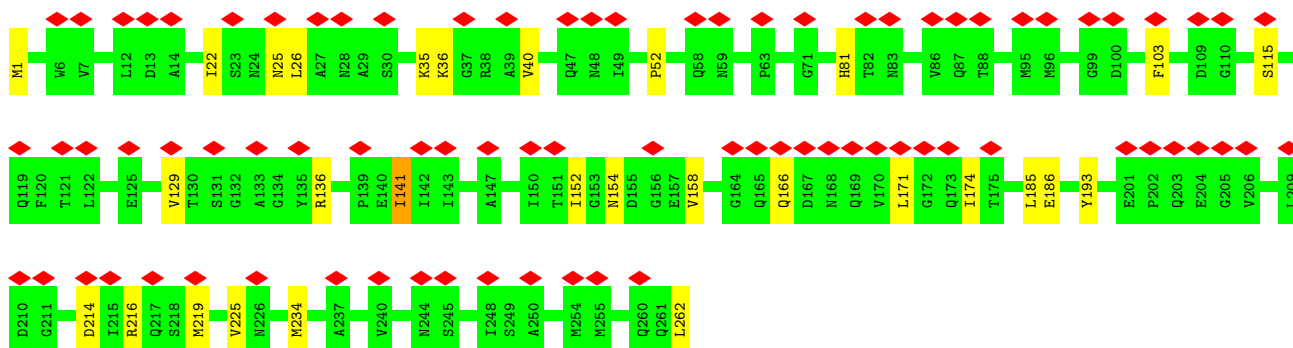 M1 W6 V7 L12 D13 A14 I22 S23 N24 N25 L26 A27 N28 A29 S30 K35 K36 G37 R38 A39 V40 Q47 N48 I49 P52 Q58 N59 P63 G71 H81 T82 N83 V86 Q87 T88 M95 M96 G99 D100 F103 D109 G110 S115
Q119 F120 T121 L122 E125 V129 T130 S131 G132 A133 G134 Y135 R136 P139 E140 I141 I142 I143 A147 I150 T151 I152 G153 N154 D155 G156 E157 V158 G164 Q165 Q166 D167 N168 Q169 V170 L171 G172 Q173 I174 T175 L185 E186 Y193 E201 P202 Q203 E204 G205 V206 L209
D210 G211 D214 I215 R216 Q217 S218 M219 V225 N226 M234 A237 V240 N244 S245 I248 S249 A250 M254 M255 Q260 Q261 L262